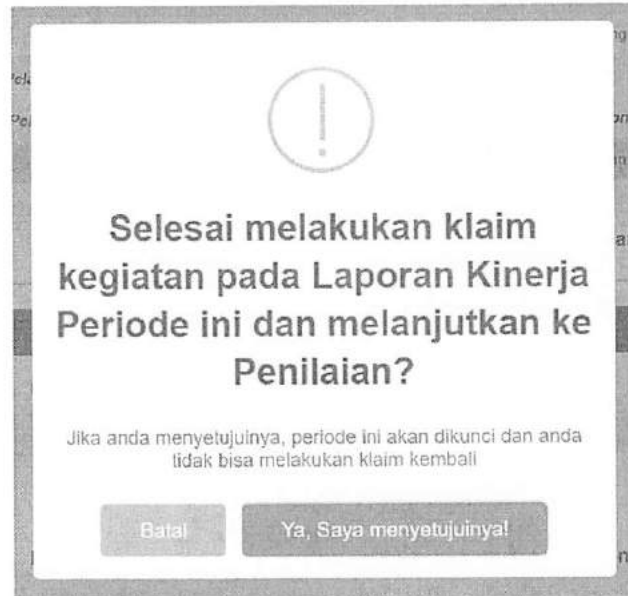 Selesai melakukan klaim
kegiatan pada Laporan Kinerja
Periode ini dan melanjutkan ke
Penilaian?
Jika anda menyetujuinya, periode ini akan dikunci dan anda
tidak bisa melakukan klaim kembali
Batal
Ya, Saya menyetujuinya!